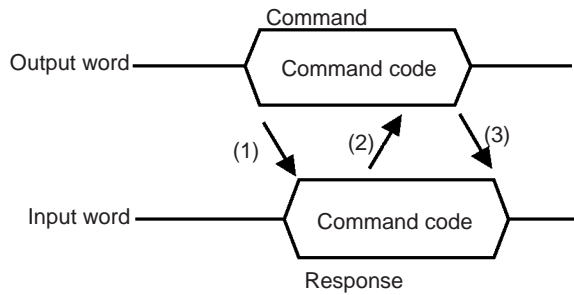 Command
Output word
Command code
(1)
(2)
(3)
Input word
Command code
Response